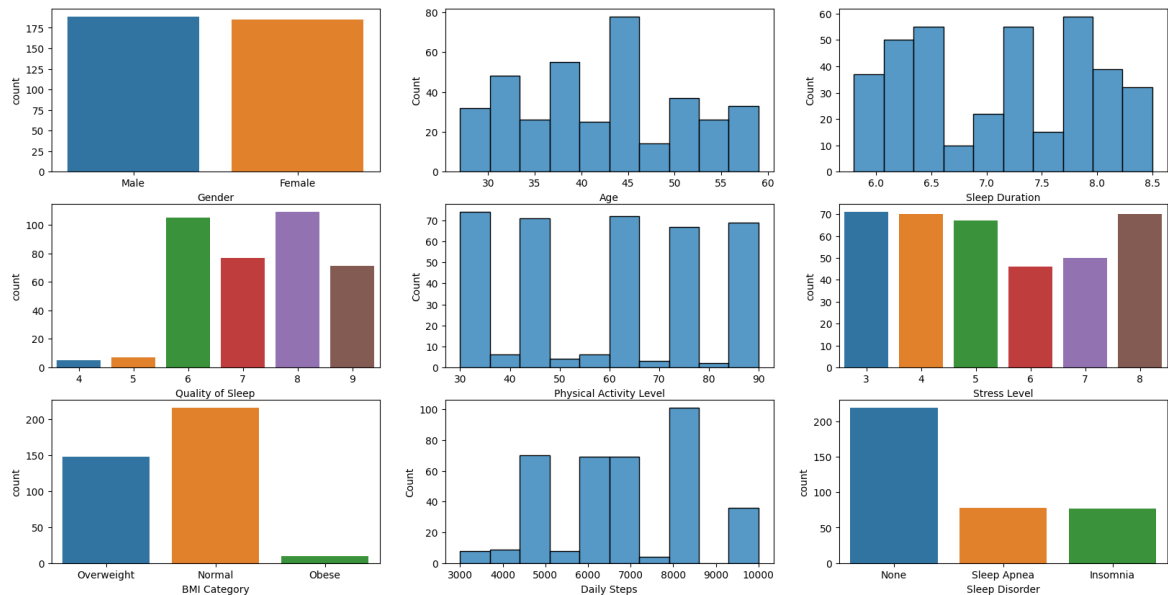 count
175
150
125
100
75
50
25
0
Male Female
Gender
Count
80
60
40
20
0
30 35 40 45 50 55 60
Age
Count
60
50
40
30
20
10
0
6.0 6.5 7.0 7.5 8.0 8.5
Sleep Duration
count
100
80
60
40
20
0
4 5 6 7 8 9
Quality of Sleep
Count
70
60
50
40
30
20
10
0
30 40 50 60 70 80 90
Physical Activity Level
count
70
60
50
40
30
20
10
0
3 4 5 6 7 8
Stress Level
count
200
150
100
50
0
Overweight Normal Obese
BMI Category
Count
100
80
60
40
20
0
3000 4000 5000 6000 7000 8000 9000 10000
Daily Steps
count
200
150
100
50
0
None Sleep Apnea Insomnia
Sleep Disorder